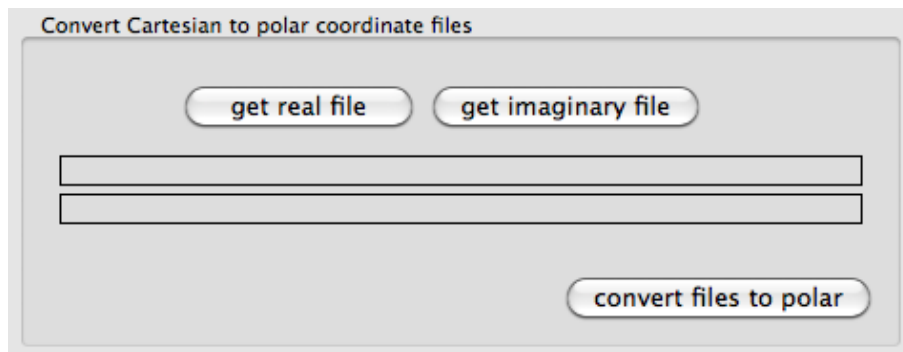 Convert Cartesian to polar coordinate files
get real file
get imaginary file
convert files to polar